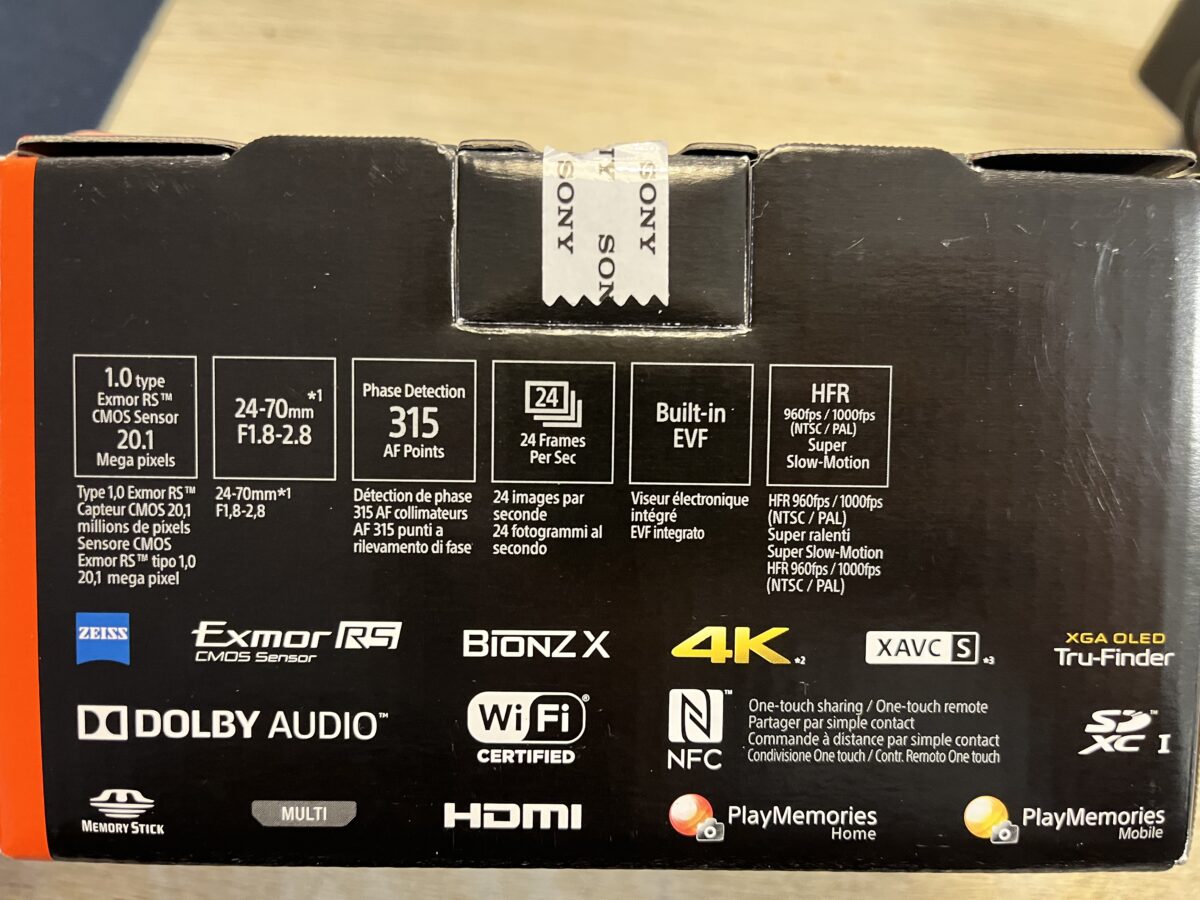 SONY
TY SON
SONY
1.0 type
Exmor RS™
CMOS Sensor
20.1
Mega pixels
24-70mm*1
F1.8-2.8
Phase Detection
315
AF Points
24
24 Frames
Per Sec
Built-in
EVF
HFR
960fps / 1000fps
(NTSC / PAL)
Super
Slow-Motion
Type 1,0 Exmor RS™
Capteur CMOS 20,1
millions de pixels
Sensore CMOS
Exmor RS™ tipo 1,0
20,1 mega pixel
24-70mm*1
F1,8-2,8
Détection de phase
315 AF collimateurs
AF 315 punti a
rilevamento di fase
24 images par
seconde
24 fotogrammi al
secondo
Viseur électronique
intégré
EVF integrato
HFR 960fps / 1000fps
(NTSC / PAL)
Super ralenti
Super Slow-Motion
HFR 960fps / 1000fps
(NTSC / PAL)
ZEISS
Exmor RS
CMOS Sensor
BIONZ X
4K*2
XAVC S*3
XGA OLED
Tru-Finder
DOLBY AUDIO™
Wi Fi®
CERTIFIED
N™
NFC
One-touch sharing / One-touch remote
Partager par simple contact
Commande à distance par simple contact
Condivisione One touch / Contr. Remoto One touch
SD™
XC I
MEMORY STICK
MULTI
HDMI
PlayMemories
Home
PlayMemories
Mobile